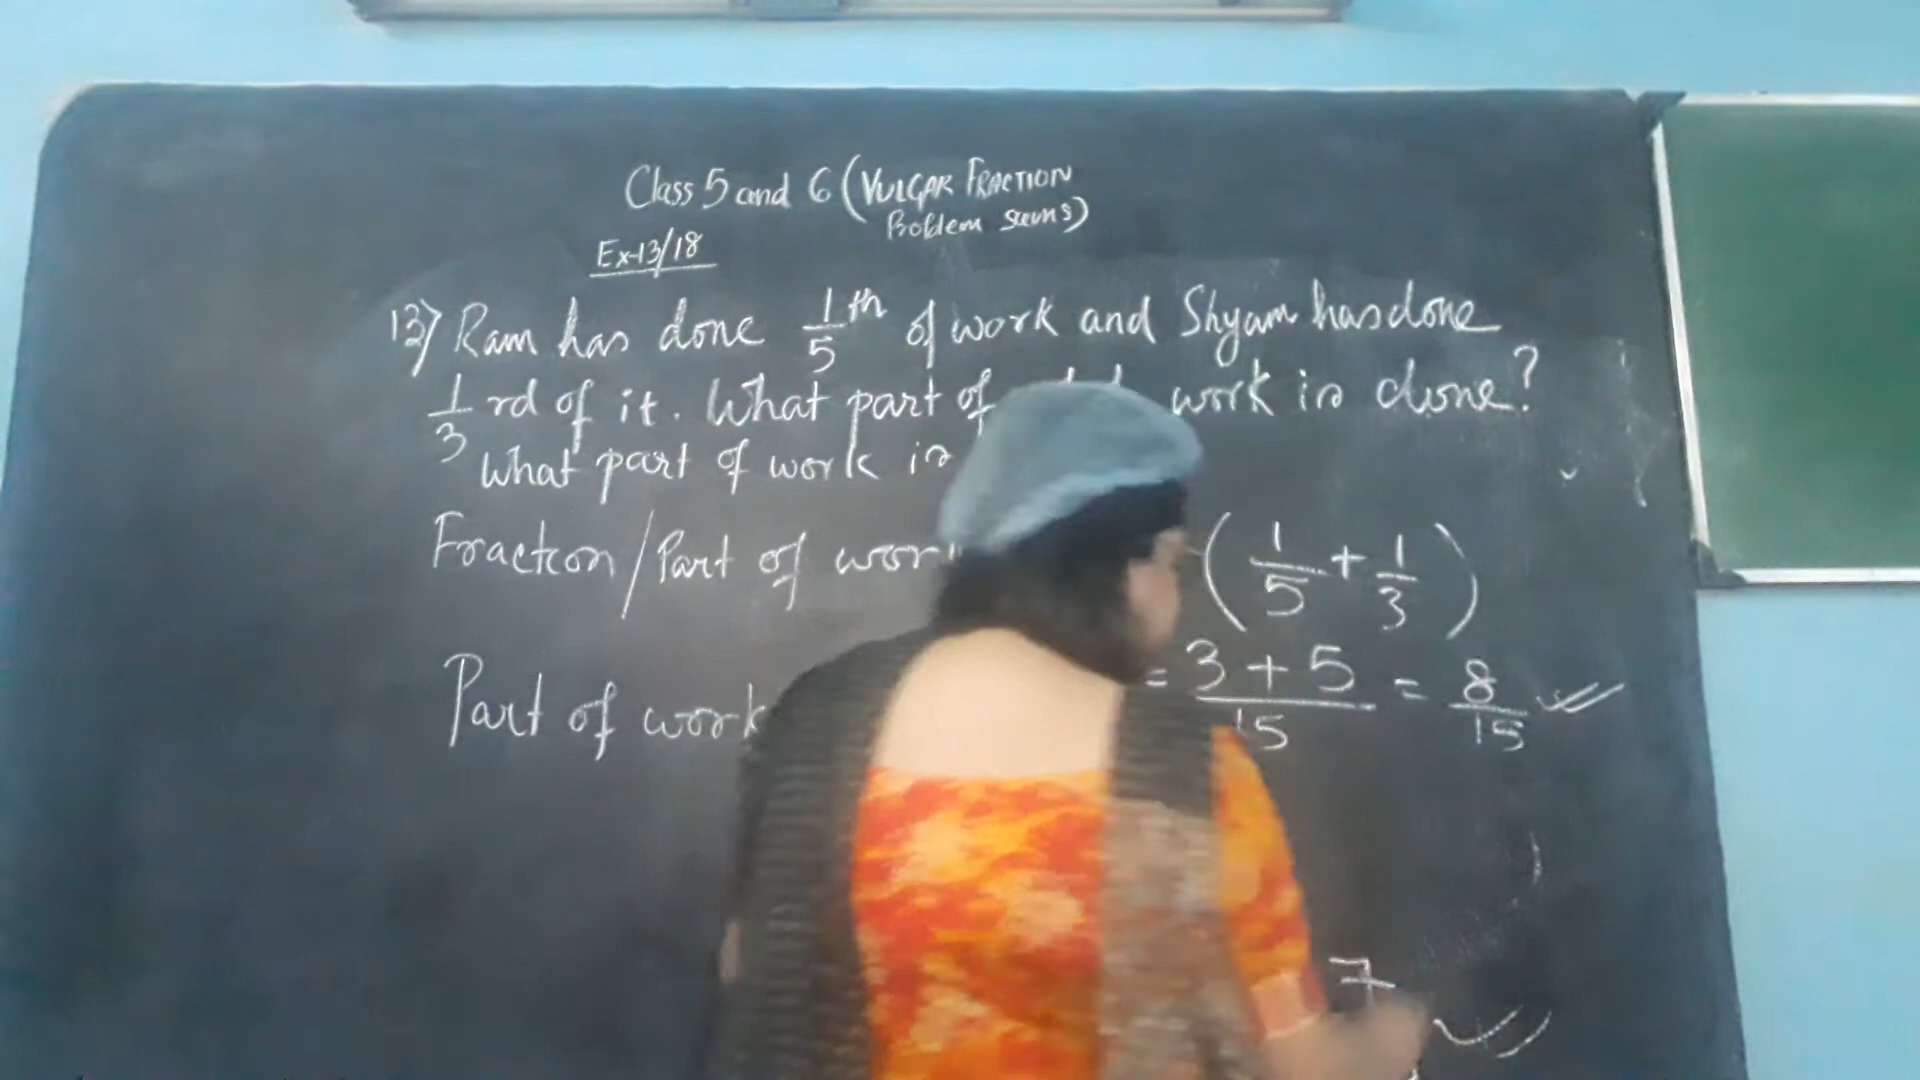 Class 5 and 6 (VULGAR FRACTION
Problem sums)
Ex-13/18
13) Ram has done 1/5 th of work and Shyam has done
1/3 rd of it. What part of work is done?
What part of work is
Fraction/Part of wor (1/5 + 1/3)
Part of work = 3+5/15 = 8/15
7